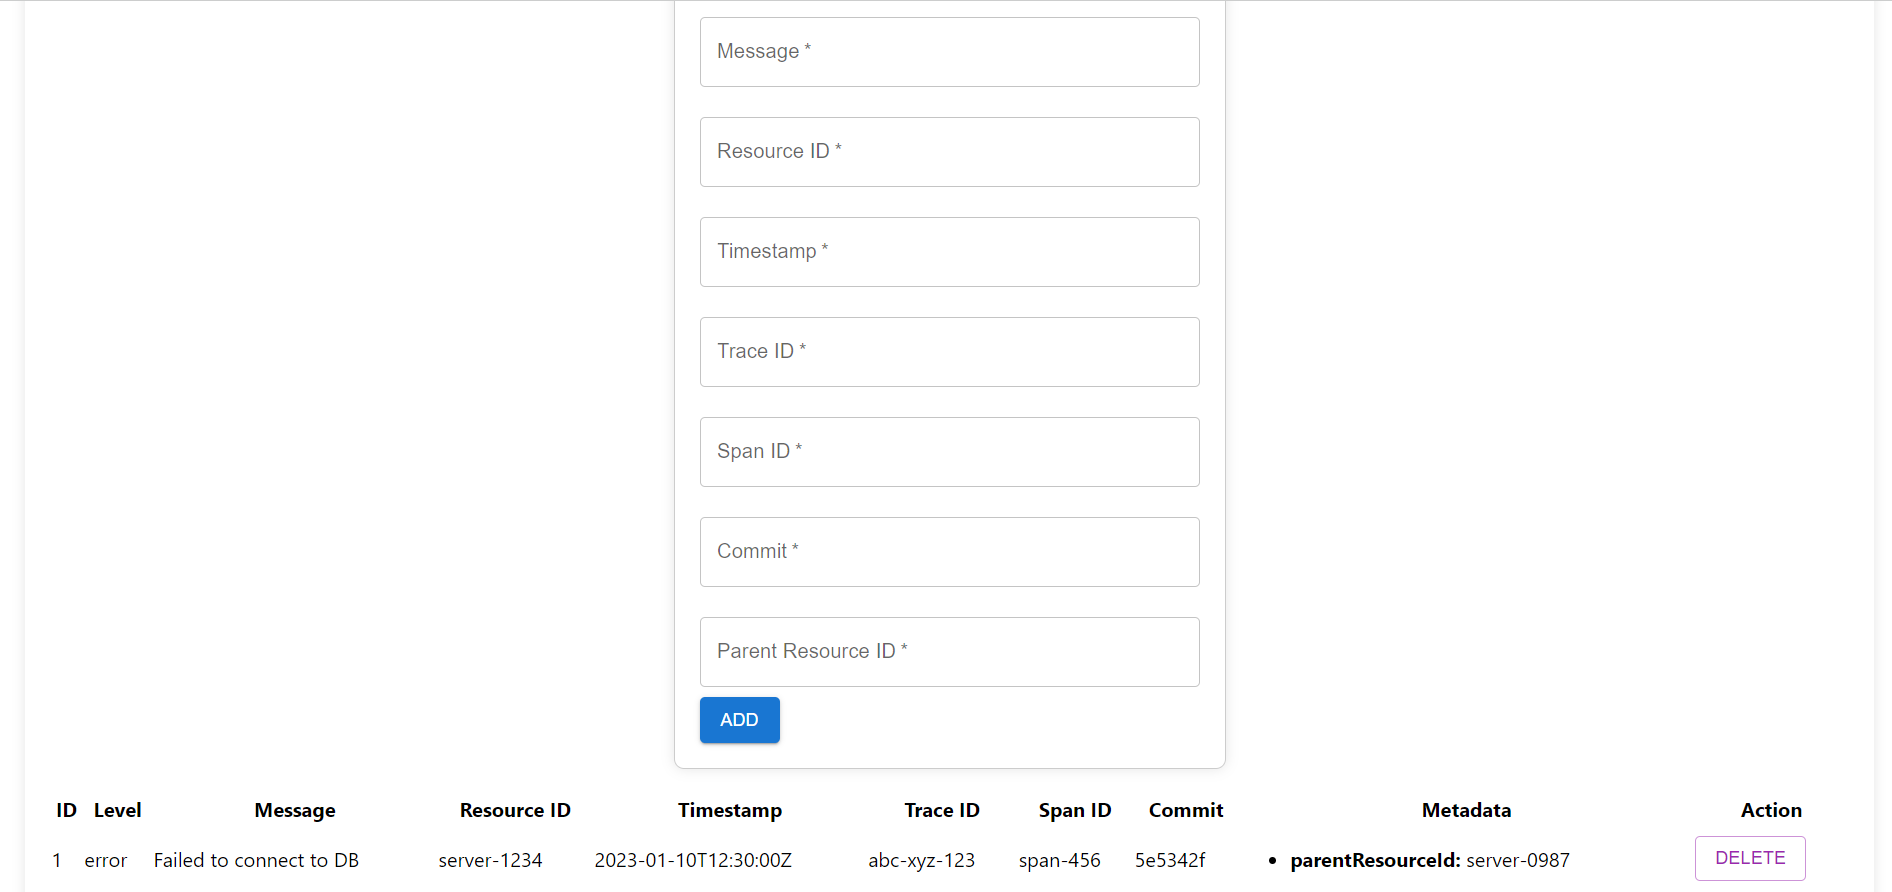 Message *
Resource ID *
Timestamp *
Trace ID *
Span ID *
Commit *
Parent Resource ID *
ADD
ID Level Message Resource ID Timestamp Trace ID Span ID Commit Metadata Action
1 error Failed to connect to DB server-1234 2023-01-10T12:30:00Z abc-xyz-123 span-456 5e5342f • parentResourceId: server-0987 DELETE